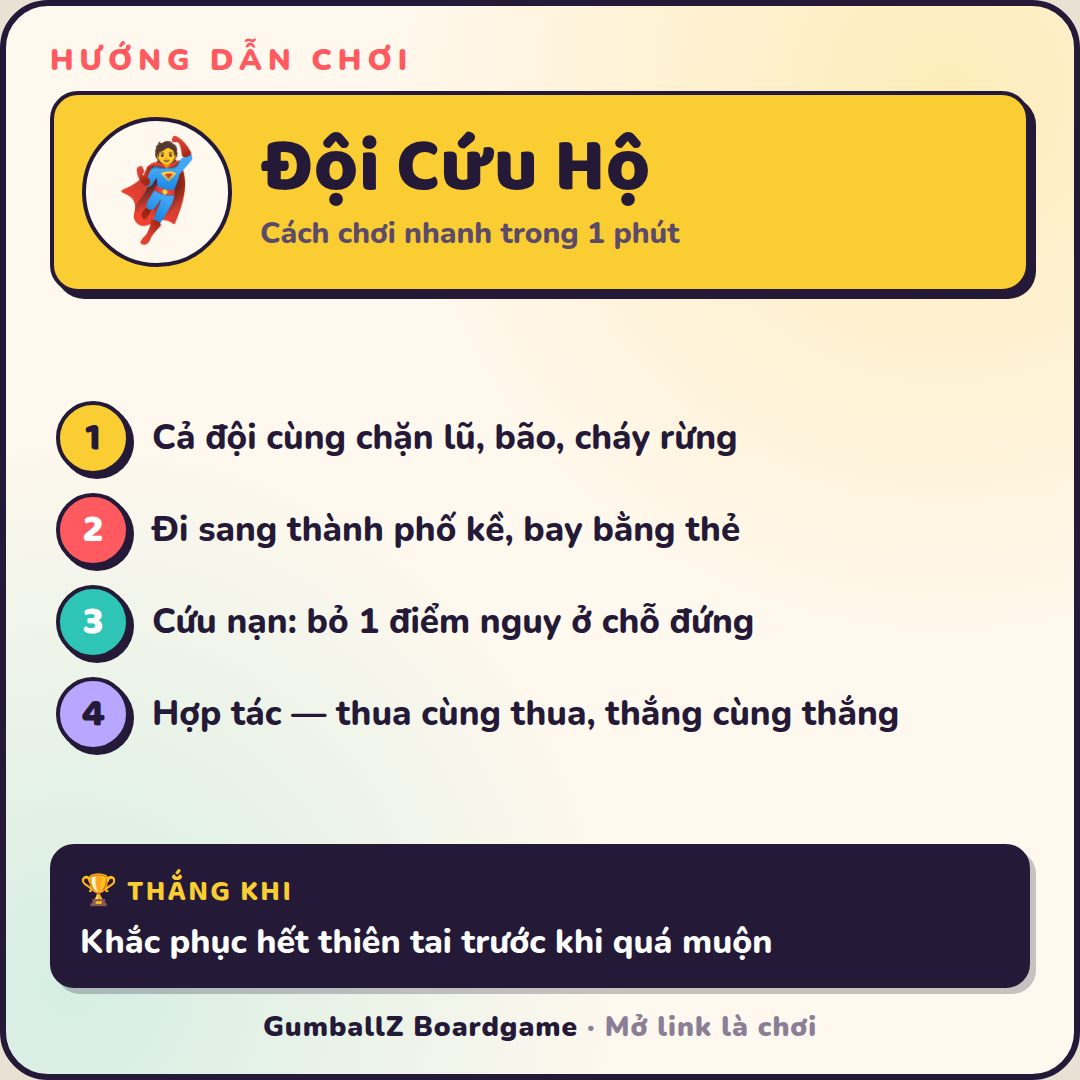 HƯỚNG DẪN CHƠI
Đội Cứu Hộ
Cách chơi nhanh trong 1 phút
1 Cả đội cùng chặn lũ, bão, cháy rừng
2 Đi sang thành phố kề, bay bằng thẻ
3 Cứu nạn: bỏ 1 điểm nguy ở chỗ đứng
4 Hợp tác — thua cùng thua, thắng cùng thắng
🏆 THẮNG KHI
Khắc phục hết thiên tai trước khi quá muộn
GumballZ Boardgame · Mở link là chơi